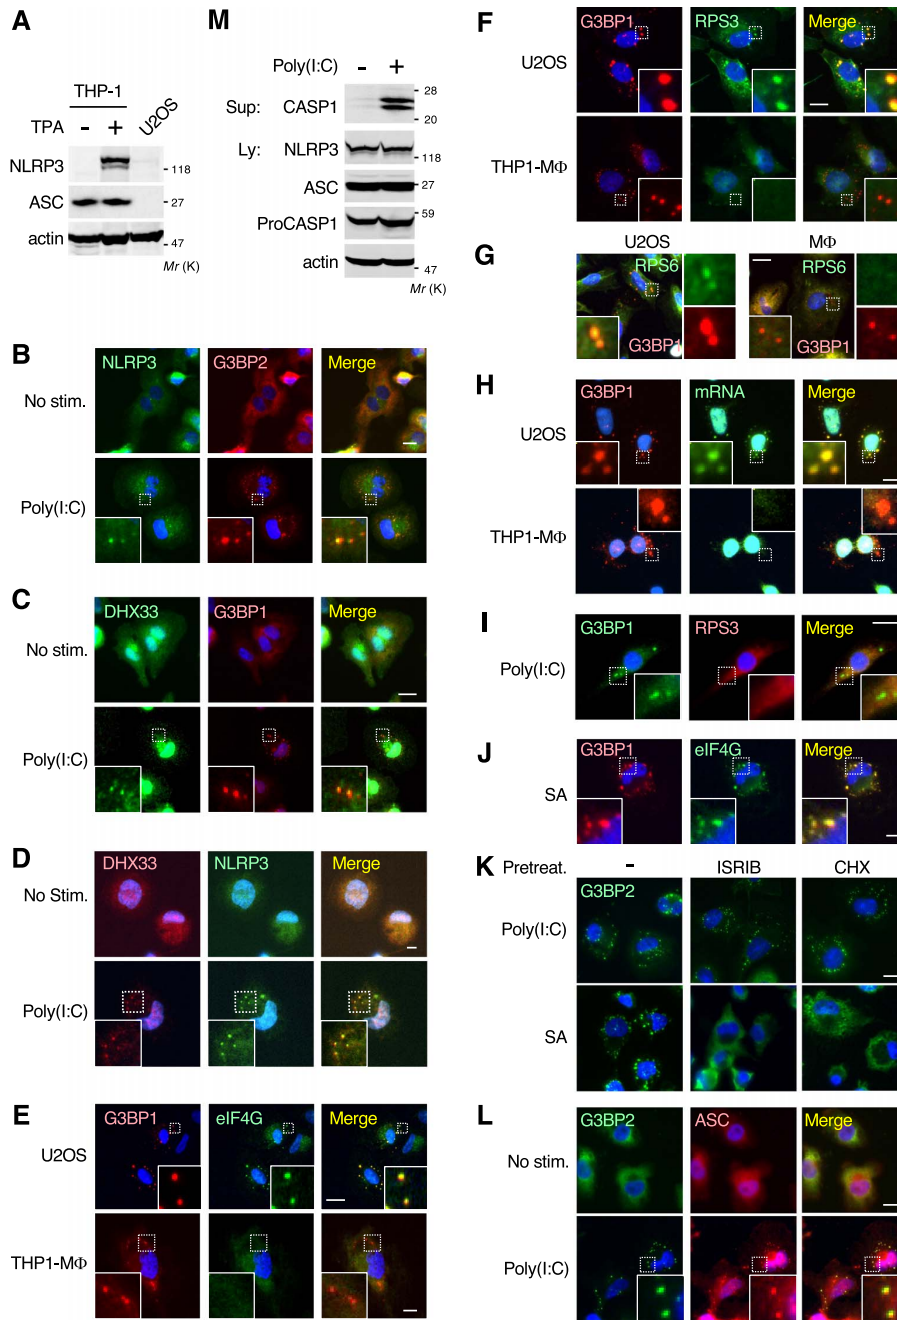 A
THP-1
TPA - + U2OS
NLRP3
118
ASC
27
actin
47
Mr (K)
M
Poly(I:C) - +
28
Sup: CASP1
20
Ly: NLRP3
118
ASC
27
59
ProCASP1
actin
47
Mr (K)
B
NLRP3 G3BP2 Merge
No stim.
Poly(I:C)
C
DHX33 G3BP1 Merge
No stim.
Poly(I:C)
D
DHX33 NLRP3 Merge
No Stim.
Poly(I:C)
E
G3BP1 eIF4G Merge
U2OS
THP1-MΦ
F
G3BP1 RPS3 Merge
U2OS
THP1-MΦ
G
U2OS MΦ
RPS6 RPS6
G3BP1 G3BP1
H
G3BP1 mRNA Merge
U2OS
THP1-MΦ
I
G3BP1 RPS3 Merge
Poly(I:C)
J
G3BP1 eIF4G Merge
SA
K
Pretreat. - ISRIB CHX
G3BP2
Poly(I:C)
SA
L
G3BP2 ASC Merge
No stim.
Poly(I:C)